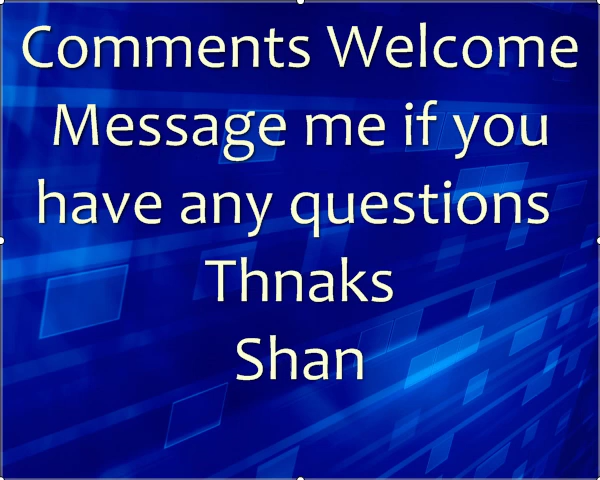 Comments Welcome
Message me if you
have any questions
Thnaks
Shan